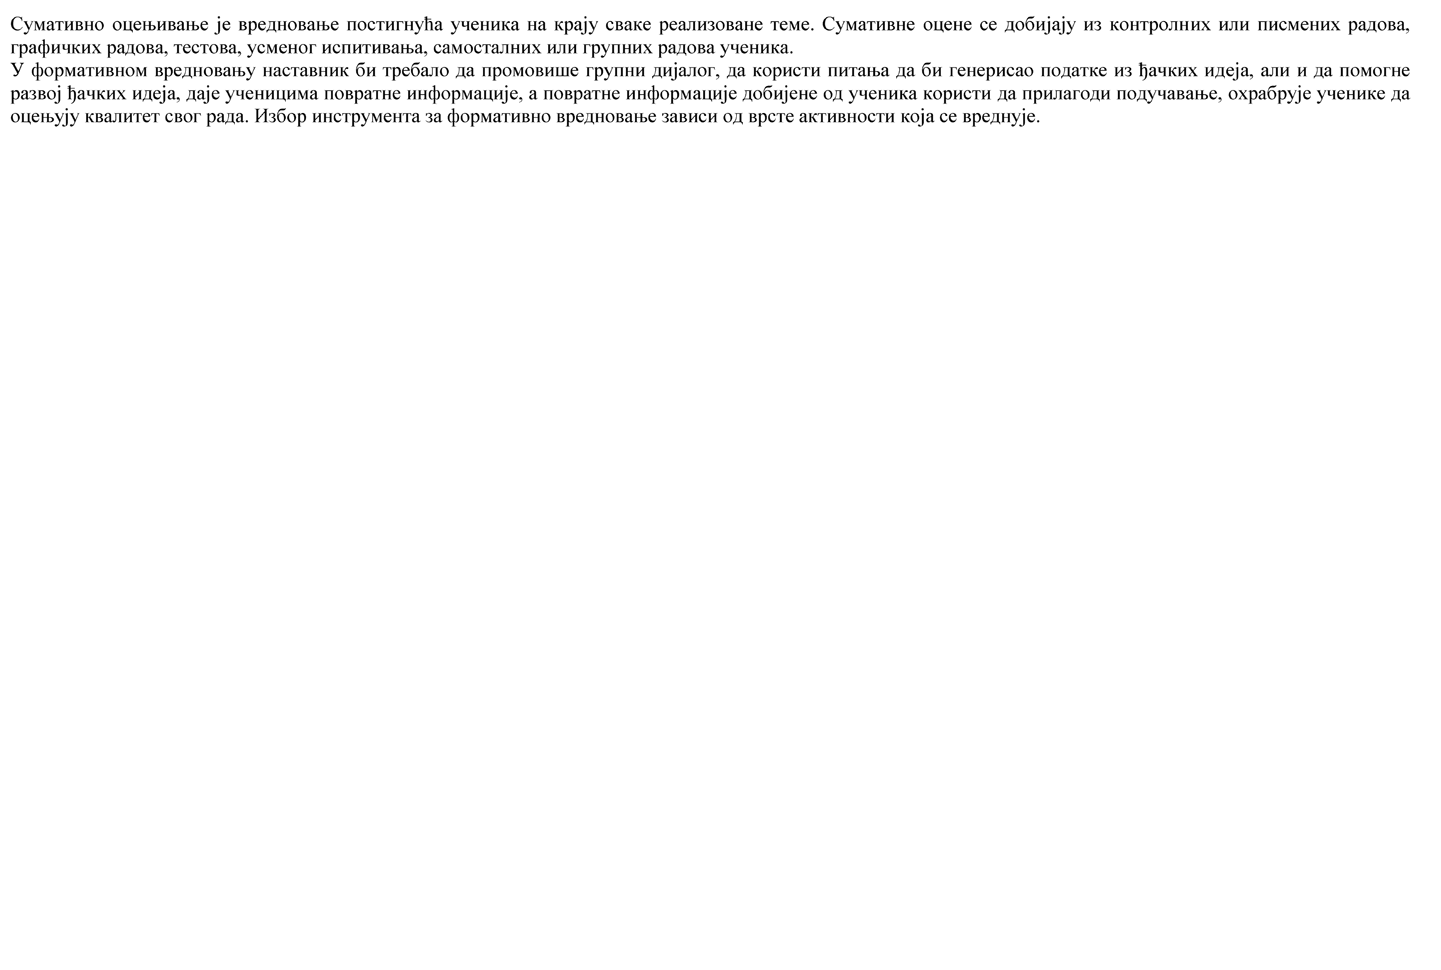 Сумативно оцењивање је вредновање постигнућа ученика на крају сваке реализоване теме. Сумативне оцене се добијају из контролних или писмених радова,
графичких радова, тестова, усменог испитивања, самосталних или групних радова ученика.
У формативном вредновању наставник би требало да промовише групни дијалог, да користи питања да би генерисао податке из ђачких идеја, али и да помогне
развој ђачких идеја, даје ученицима повратне информације, а повратне информације добијене од ученика користи да прилагоди подучавање, охрабрује ученике да
оцењују квалитет свог рада. Избор инструмента за формативно вредновање зависи од врсте активности која се вреднује.